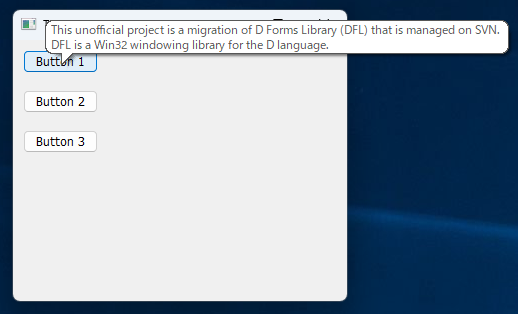 This unofficial project is a migration of D Forms Library (DFL) that is managed on SVN.
DFL is a Win32 windowing library for the D language.
Button 1
Button 2
Button 3